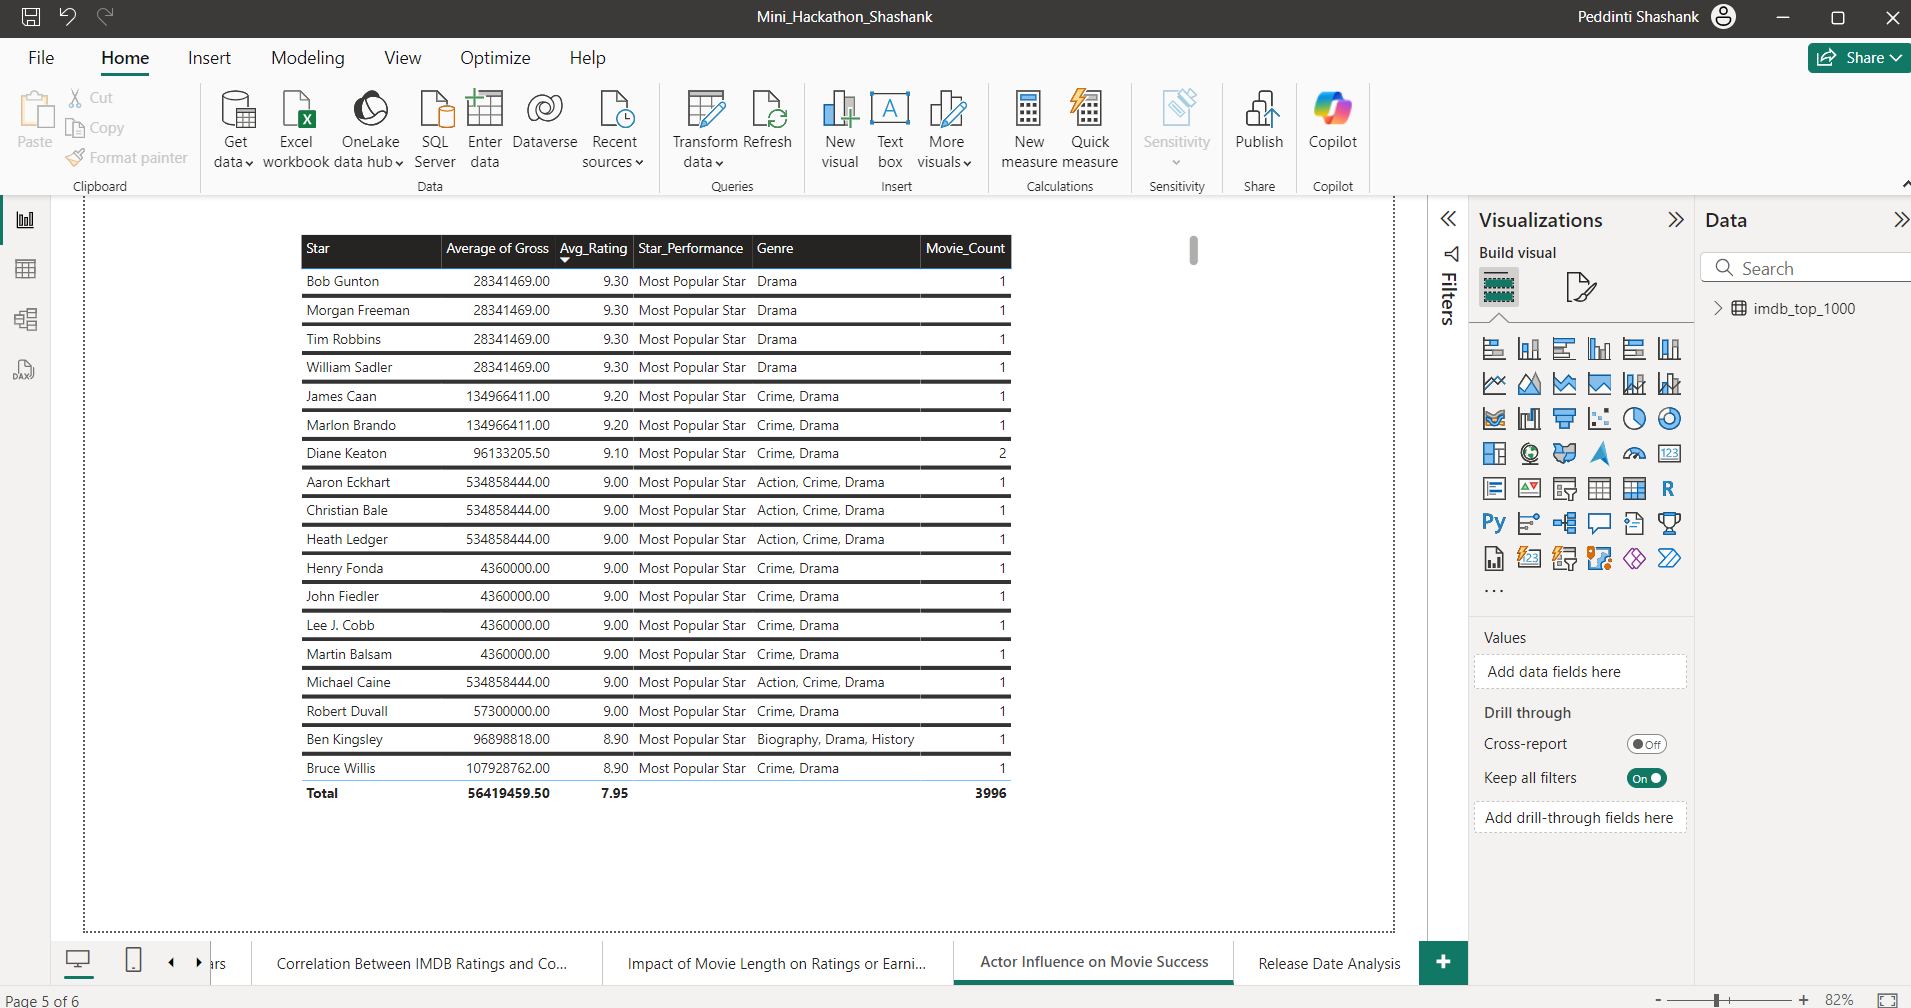 Mini_Hackathon_Shashank
Peddinti Shashank
File Home Insert Modeling View Optimize Help
Share
Paste
Cut
Copy
Format painter
Clipboard
Get data
Excel workbook
OneLake data hub
SQL Server
Enter data
Dataverse
Recent sources
Data
Transform data
Refresh
Queries
New visual
Text box
More visuals
Insert
New measure
Quick measure
Calculations
Sensitivity
Sensitivity
Publish
Share
Copilot
Copilot
Star Average of Gross Avg_Rating Star_Performance Genre Movie_Count
Bob Gunton 28341469.00 9.30 Most Popular Star Drama 1
Morgan Freeman 28341469.00 9.30 Most Popular Star Drama 1
Tim Robbins 28341469.00 9.30 Most Popular Star Drama 1
William Sadler 28341469.00 9.30 Most Popular Star Drama 1
James Caan 134966411.00 9.20 Most Popular Star Crime, Drama 1
Marlon Brando 134966411.00 9.20 Most Popular Star Crime, Drama 1
Diane Keaton 96133205.50 9.10 Most Popular Star Crime, Drama 2
Aaron Eckhart 534858444.00 9.00 Most Popular Star Action, Crime, Drama 1
Christian Bale 534858444.00 9.00 Most Popular Star Action, Crime, Drama 1
Heath Ledger 534858444.00 9.00 Most Popular Star Action, Crime, Drama 1
Henry Fonda 4360000.00 9.00 Most Popular Star Crime, Drama 1
John Fiedler 4360000.00 9.00 Most Popular Star Crime, Drama 1
Lee J. Cobb 4360000.00 9.00 Most Popular Star Crime, Drama 1
Martin Balsam 4360000.00 9.00 Most Popular Star Crime, Drama 1
Michael Caine 534858444.00 9.00 Most Popular Star Action, Crime, Drama 1
Robert Duvall 57300000.00 9.00 Most Popular Star Crime, Drama 1
Ben Kingsley 96898818.00 8.90 Most Popular Star Biography, Drama, History 1
Bruce Willis 107928762.00 8.90 Most Popular Star Crime, Drama 1
Total 56419459.50 7.95 3996
Filters
Visualizations
Build visual
123
R
Py
123
...
Values
Add data fields here
Drill through
Cross-report Off
Keep all filters On
Add drill-through fields here
Data
Search
imdb_top_1000
DAX
ars
Correlation Between IMDB Ratings and Co...
Impact of Movie Length on Ratings or Earni...
Actor Influence on Movie Success
Release Date Analysis
+
Page 5 of 6
- + 82%